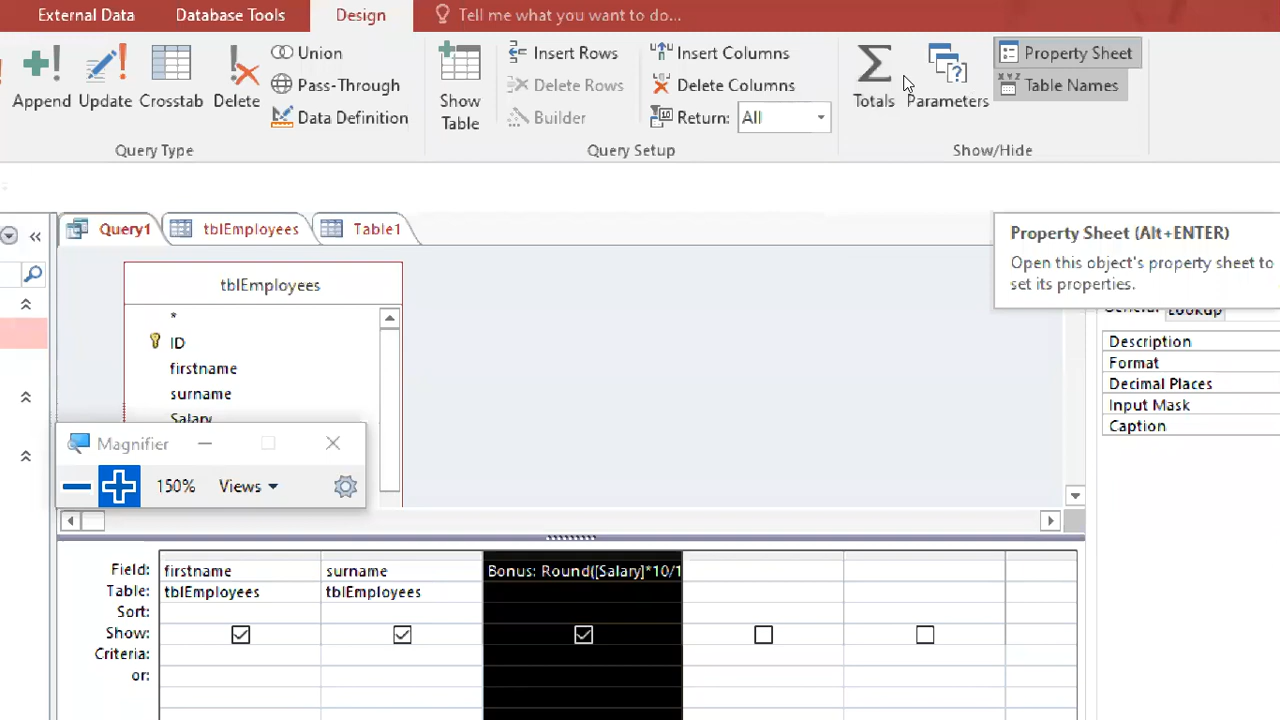 External Data
Database Tools
Design
Tell me what you want to do...
Append
Update
Crosstab
Delete
Union
Pass-Through
Data Definition
Query Type
Show
Table
Insert Rows
Delete Rows
Builder
Insert Columns
Delete Columns
Return: All
Query Setup
Totals
Parameters
Property Sheet
Table Names
Show/Hide
Query1
tblEmployees
Table1
Property Sheet (Alt+ENTER)
Open this object's property sheet to
set its properties.
General Lookup
Description
Format
Decimal Places
Input Mask
Caption
tblEmployees
*
ID
firstname
surname
Salary
Magnifier
150%
Views
Field: firstname surname Bonus: Round([Salary]*10/1
Table: tblEmployees tblEmployees
Sort:
Show:
Criteria:
or: